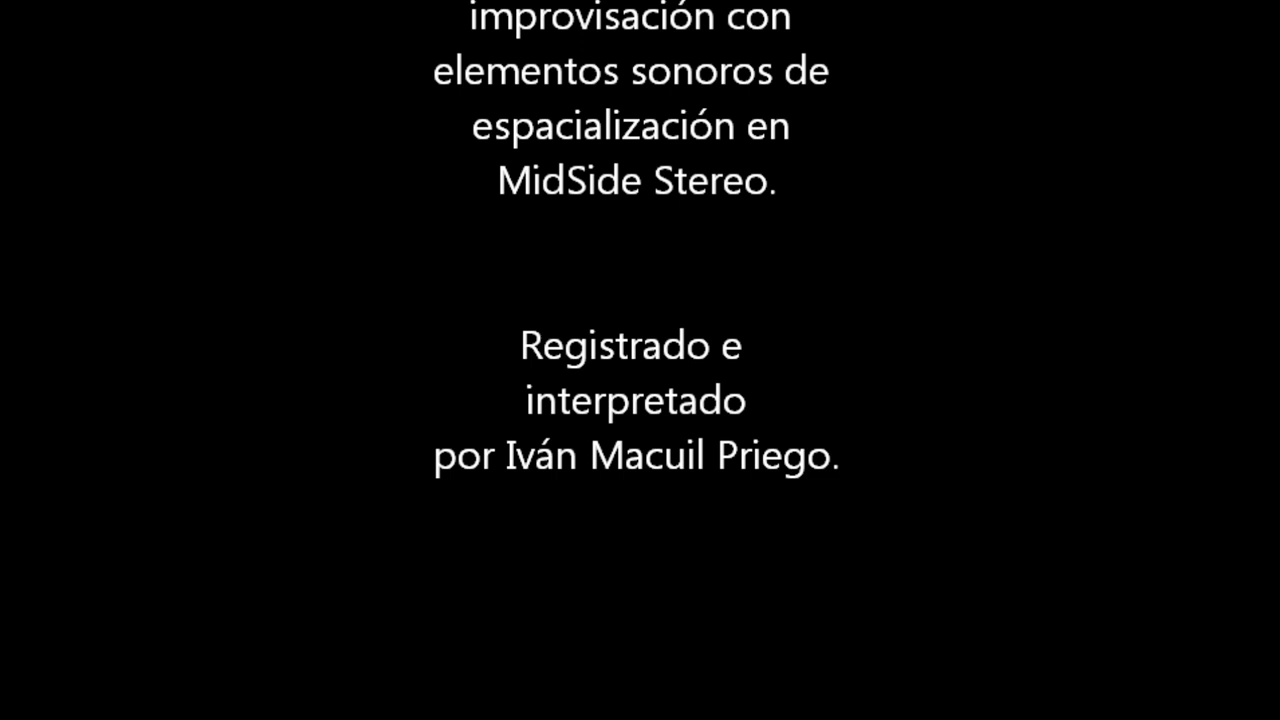 improvisación con
elementos sonoros de
espacialización en
MidSide Stereo.
Registrado e
interpretado
por Iván Macuil Priego.